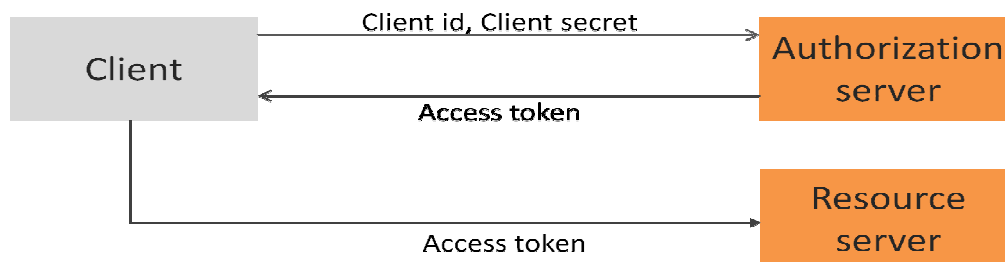 Client id, Client secret
Client
Authorization
server
Access token
Resource
server
Access token